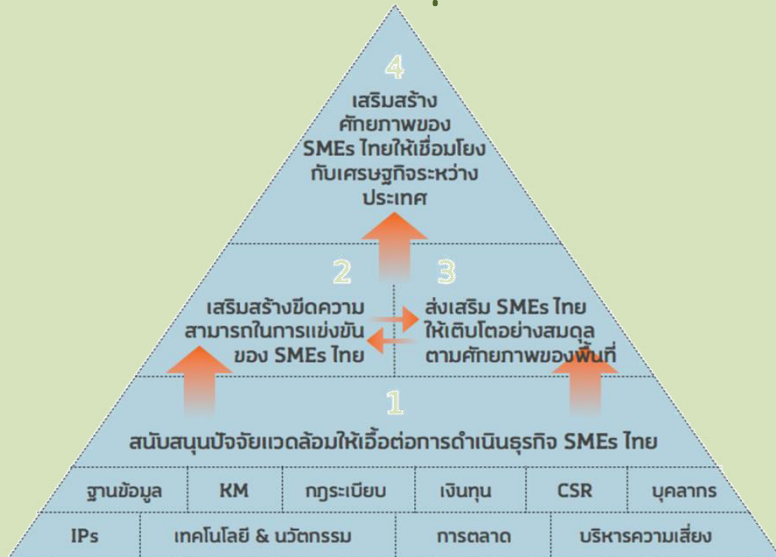 4
เสริมสร้าง
ศักยภาพของ
SMEs ไทยให้เชื่อมโยง
กับเศรษฐกิจระหว่าง
ประเทศ
2
เสริมสร้างขีดความ
สามารถในการแข่งขัน
ของ SMEs ไทย
3
ส่งเสริม SMEs ไทย
ให้เติบโตอย่างสมดุล
ตามศักยภาพของพื้นที่
1
สนับสนุนปัจจัยแวดล้อมให้เอื้อต่อการดำเนินธุรกิจ SMEs ไทย
ฐานข้อมูล KM กฎระเบียบ เงินทุน CSR บุคลากร
IPs เทคโนโลยี & นวัตกรรม การตลาด บริหารความเสี่ยง